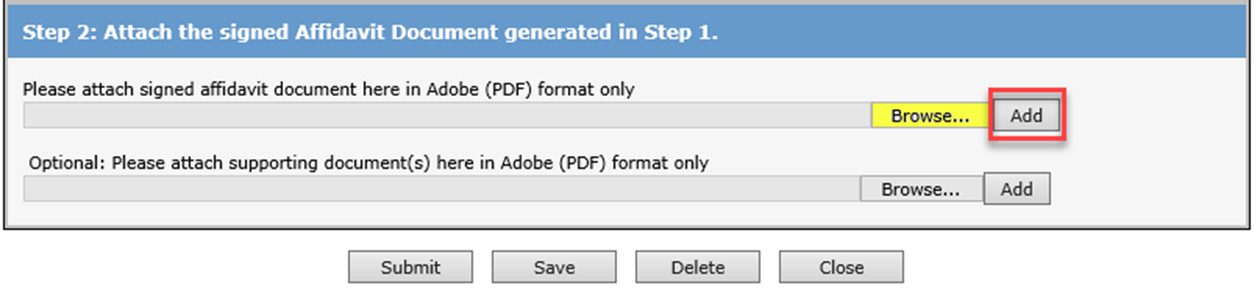 Step 2: Attach the signed Affidavit Document generated in Step 1.
Please attach signed affidavit document here in Adobe (PDF) format only
Browse... Add
Optional: Please attach supporting document(s) here in Adobe (PDF) format only
Browse... Add
Submit Save Delete Close